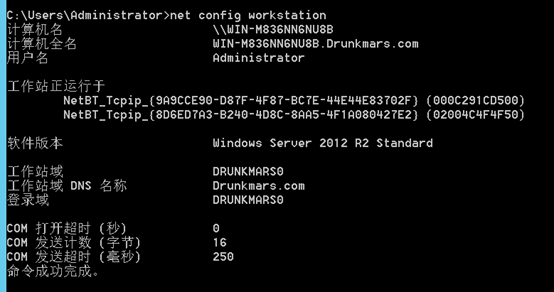 C:\Users\Administrator>net config workstation
计算机名 \\WIN-M836NN6NU8B
计算机全名 WIN-M836NN6NU8B.Drunkmars.com
用户名 Administrator
工作站正运行于
NetBT_Tcpip_{9A9CCE90-D87F-4F87-BC7E-44E44E83702F} (000C291CD500)
NetBT_Tcpip_{8D6ED7A3-B240-4D8C-8AA5-4F1A080427E2} (02004C4F4F50)
软件版本 Windows Server 2012 R2 Standard
工作站域 DRUNKMARS0
工作站域 DNS 名称 Drunkmars.com
登录域 DRUNKMARS0
COM 打开超时 (秒) 0
COM 发送计数 (字节) 16
COM 发送超时 (毫秒) 250
命令成功完成。